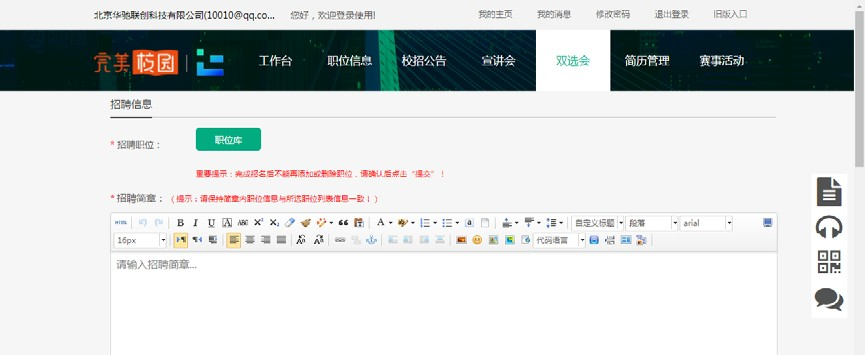 北京华驰联创科技有限公司(10010@qq.co... 您好，欢迎登录使用! 我的主页 我的消息 修改密码 退出登录 旧版入口
完美校园 工作台 职位信息 校招公告 宣讲会 双选会 简历管理 赛事活动
招聘信息
* 招聘职位： 职位库
重要提示：完成报名后不能再添加或删除职位，请确认后点击“提交”！
* 招聘简章：（提示：请保持简章内职位信息与所选职位列表信息一致！）
HTML B I U A ABC X² X₂ A ab a 自定义标题 段落 arial
16px 代码语言
请输入招聘简章...